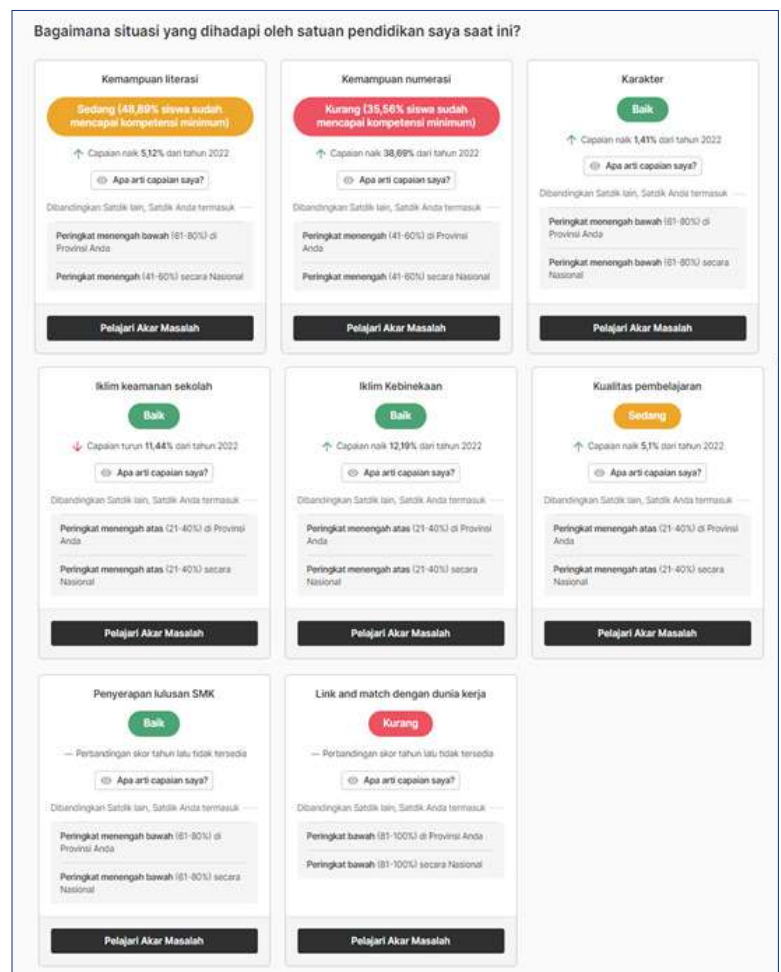 Bagaimana situasi yang dihadapi oleh satuan pendidikan saya saat ini?
Kemampuan literasi
Sedang (48,89% siswa sudah
mencapai kompetensi minimum)
Capaian naik 5,12% dari tahun 2022
Apa arti capaian saya?
Dibandingkan Satdik lain, Satdik Anda termasuk
Peringkat menengah bawah (61-80%) di
Provinsi Anda
Peringkat menengah (41-60%) secara Nasional
Pelajari Akar Masalah
Kemampuan numerasi
Kurang (35,56% siswa sudah
mencapai kompetensi minimum)
Capaian naik 38,69% dari tahun 2022
Apa arti capaian saya?
Dibandingkan Satdik lain, Satdik Anda termasuk
Peringkat menengah (41-60%) di Provinsi
Anda
Peringkat menengah (41-60%) secara Nasional
Pelajari Akar Masalah
Karakter
Baik
Capaian naik 1,41% dari tahun 2022
Apa arti capaian saya?
Dibandingkan Satdik lain, Satdik Anda termasuk
Peringkat menengah bawah (61-80%) di
Provinsi Anda
Peringkat menengah bawah (61-80%) secara
Nasional
Pelajari Akar Masalah
Iklim keamanan sekolah
Baik
Capaian turun 11,44% dari tahun 2022
Apa arti capaian saya?
Dibandingkan Satdik lain, Satdik Anda termasuk
Peringkat menengah atas (21-40%) di Provinsi
Anda
Peringkat menengah atas (21-40%) secara
Nasional
Pelajari Akar Masalah
Iklim Kebinekaan
Baik
Capaian naik 12,19% dari tahun 2022
Apa arti capaian saya?
Dibandingkan Satdik lain, Satdik Anda termasuk
Peringkat menengah atas (21-40%) di Provinsi
Anda
Peringkat menengah atas (21-40%) secara
Nasional
Pelajari Akar Masalah
Kualitas pembelajaran
Sedang
Capaian naik 5,1% dari tahun 2022
Apa arti capaian saya?
Dibandingkan Satdik lain, Satdik Anda termasuk
Peringkat menengah atas (21-40%) di Provinsi
Anda
Peringkat menengah atas (21-40%) secara
Nasional
Pelajari Akar Masalah
Penyerapan lulusan SMK
Baik
— Perbandingan skor tahun lalu tidak tersedia
Apa arti capaian saya?
Dibandingkan Satdik lain, Satdik Anda termasuk
Peringkat menengah bawah (61-80%) di
Provinsi Anda
Peringkat menengah bawah (61-80%) secara
Nasional
Pelajari Akar Masalah
Link and match dengan dunia kerja
Kurang
— Perbandingan skor tahun lalu tidak tersedia
Apa arti capaian saya?
Dibandingkan Satdik lain, Satdik Anda termasuk
Peringkat bawah (81-100%) di Provinsi Anda
Peringkat bawah (81-100%) secara Nasional
Pelajari Akar Masalah